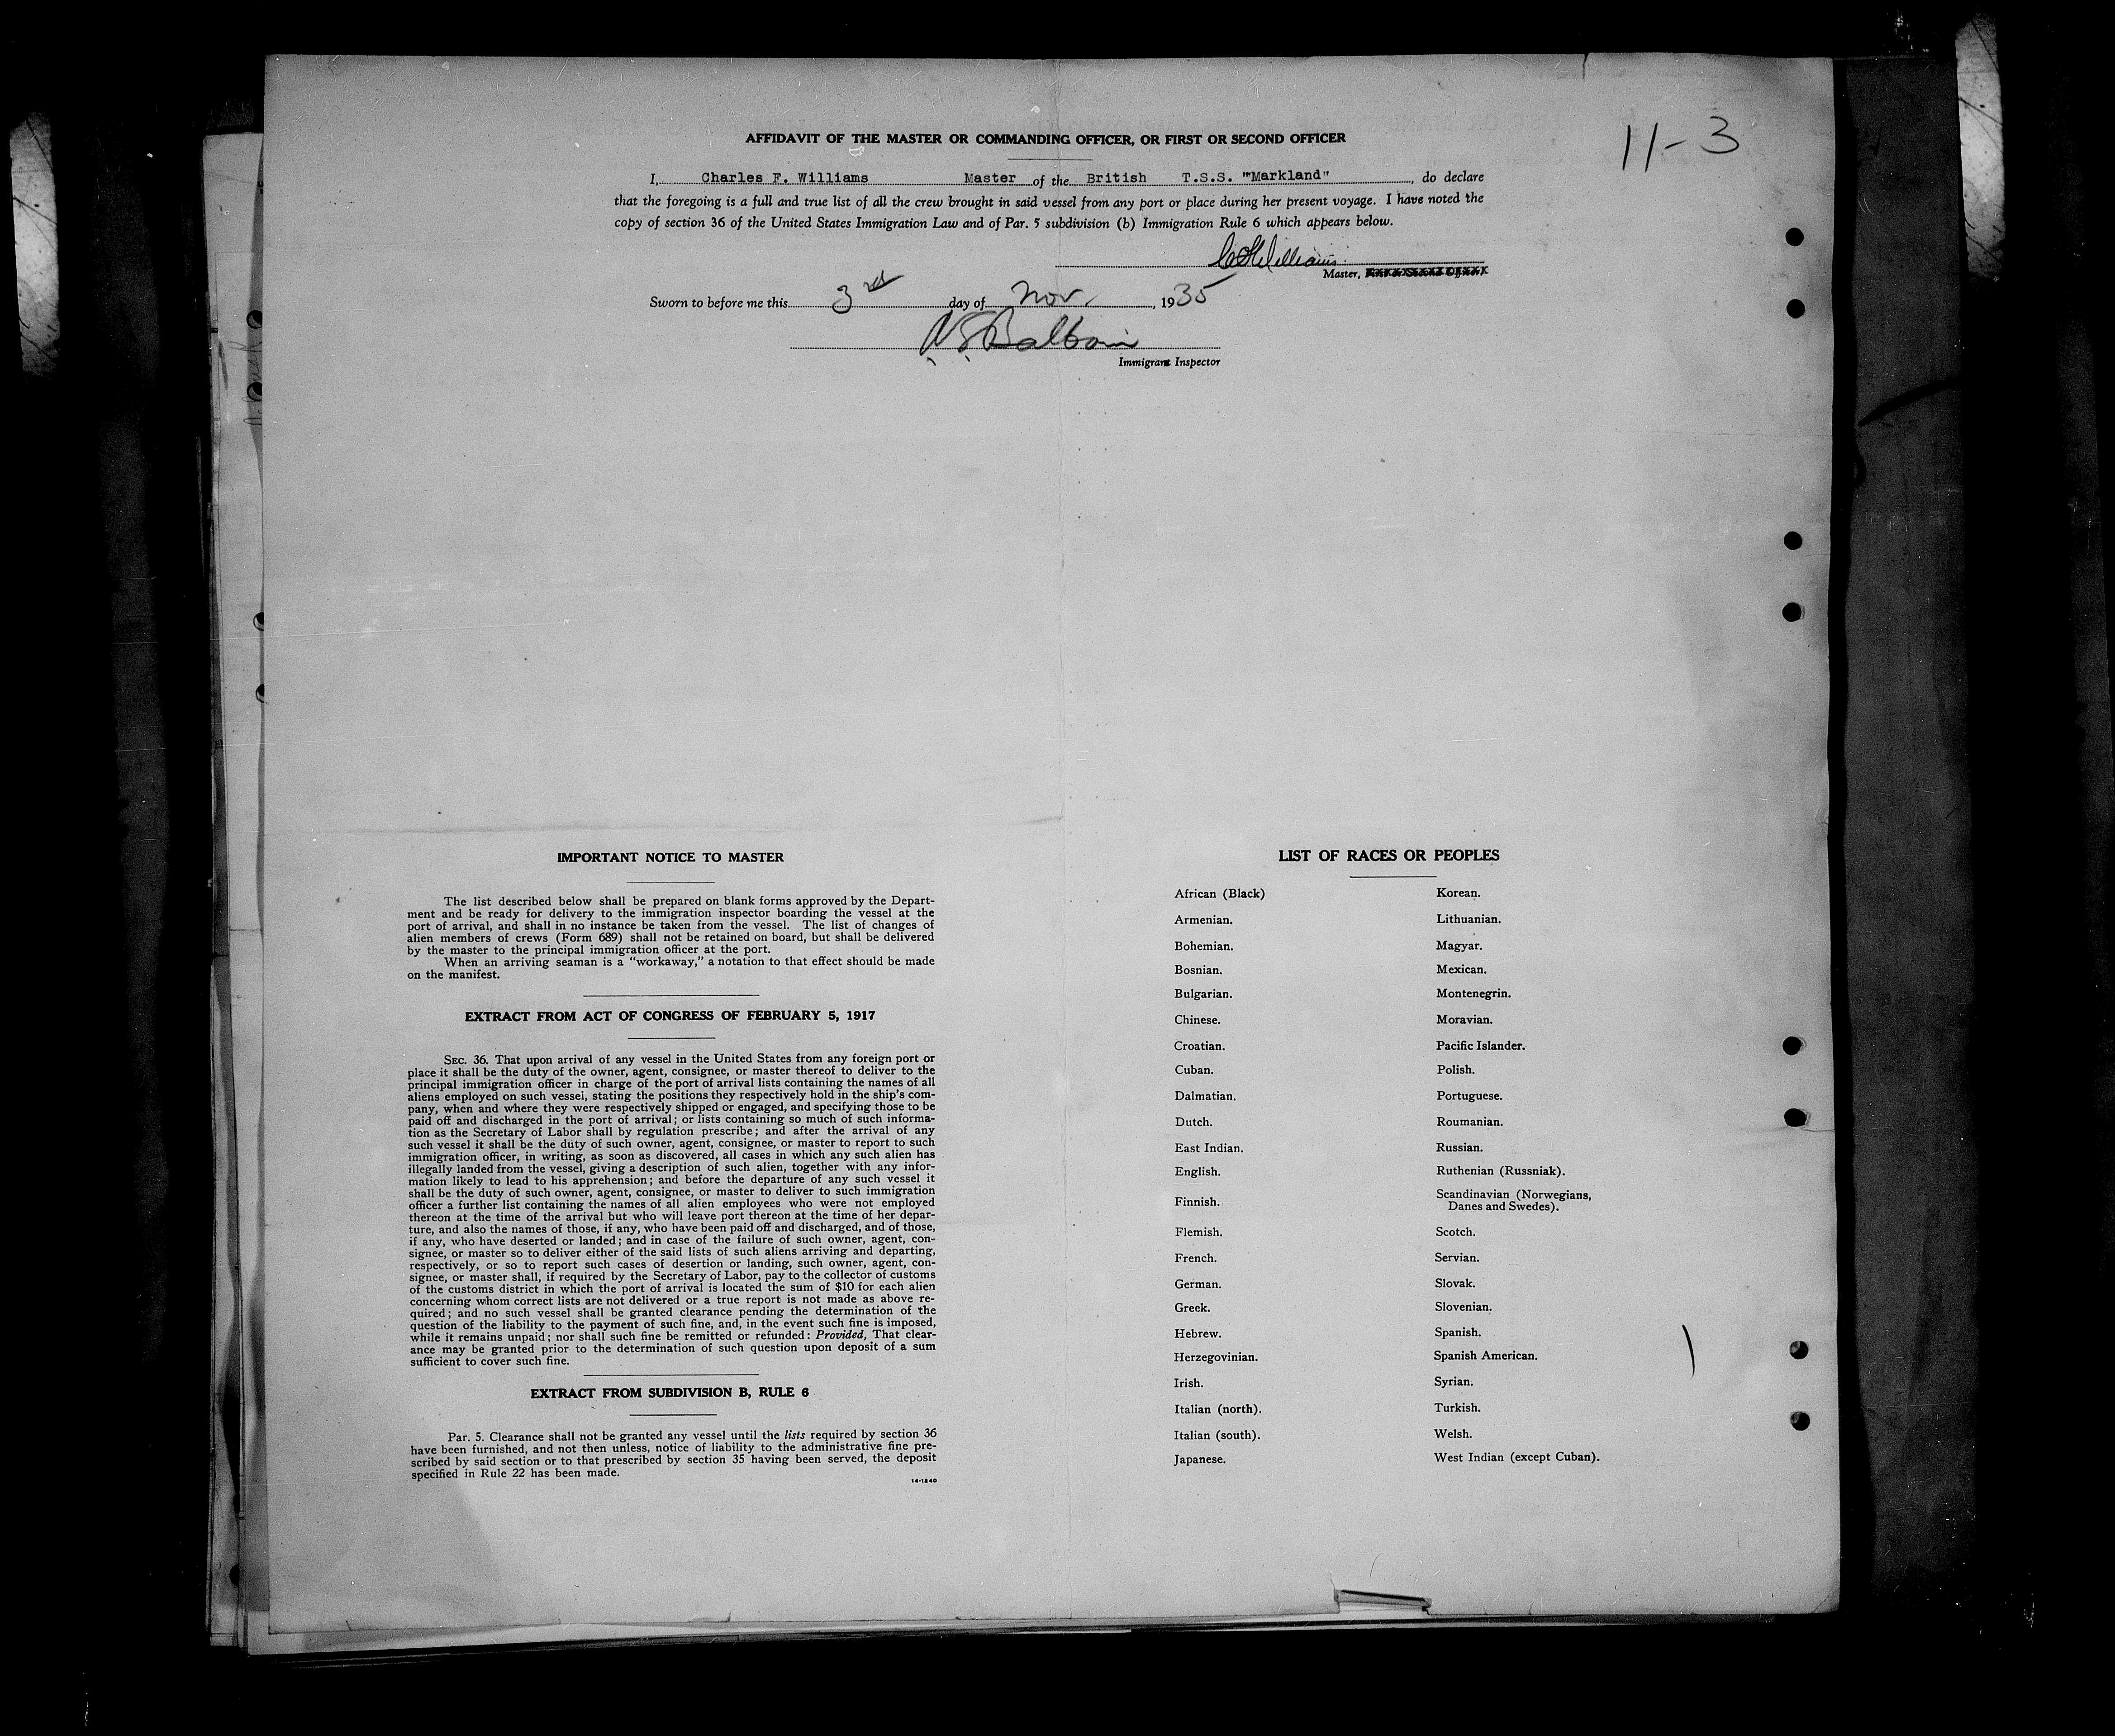 11-3
AFFIDAVIT OF THE MASTER OR COMMANDING OFFICER, OR FIRST OR SECOND OFFICER
I, Charles F. Williams Master of the British T.S.S. "Markland", do declare
that the foregoing is a full and true list of all the crew brought in said vessel from any port or place during her present voyage. I have noted the
copy of section 36 of the United States Immigration Law and of Par. 5 subdivision (b) Immigration Rule 6 which appears below.
Williams
Master,
Sworn to before me this 3rd day of Nov., 1935
Immigrant Inspector
IMPORTANT NOTICE TO MASTER
The list described below shall be prepared on blank forms approved by the Depart-
ment and be ready for delivery to the immigration inspector boarding the vessel at the
port of arrival, and shall in no instance be taken from the vessel. The list of changes of
alien members of crews (Form 689) shall not be retained on board, but shall be delivered
by the master to the principal immigration officer at the port.
When an arriving seaman is a "workaway," a notation to that effect should be made
on the manifest.
EXTRACT FROM ACT OF CONGRESS OF FEBRUARY 5, 1917
SEC. 36. That upon arrival of any vessel in the United States from any foreign port or
place it shall be the duty of the owner, agent, consignee, or master thereof to deliver to the
principal immigration officer in charge of the port of arrival lists containing the names of all
aliens employed on such vessel, stating the positions they respectively hold in the ship's com-
pany, when and where they were respectively shipped or engaged, and specifying those to be
paid off and discharged in the port of arrival; or lists containing so much of such informa-
tion as the Secretary of Labor shall by regulation prescribe; and after the arrival of any
such vessel it shall be the duty of such owner, agent, consignee, or master to report to such
immigration officer, in writing, as soon as discovered, all cases in which any such alien has
illegally landed from the vessel, giving a description of such alien, together with any infor-
mation likely to lead to his apprehension; and before the departure of any such vessel it
shall be the duty of such owner, agent, consignee, or master to deliver to such immigration
officer a further list containing the names of all alien employees who were not employed
thereon at the time of the arrival but who will leave port thereon at the time of her depar-
ture, and also the names of those, if any, who have been paid off and discharged, and of those,
if any, who have deserted or landed; and in case of the failure of such owner, agent, con-
signee, or master so to deliver either of the said lists of such aliens arriving and departing,
respectively, or so to report such cases of desertion or landing, such owner, agent, con-
signee, or master shall, if required by the Secretary of Labor, pay to the collector of customs
of the customs district in which the port of arrival is located the sum of $10 for each alien
concerning whom correct lists are not delivered or a true report is not made as above re-
quired; and no such vessel shall be granted clearance pending the determination of the
question of the liability to the payment of such fine, and, in the event such fine is imposed,
while it remains unpaid; nor shall such fine be remitted or refunded: Provided, That clear-
ance may be granted prior to the determination of such question upon deposit of a sum
sufficient to cover such fine.
EXTRACT FROM SUBDIVISION B, RULE 6
Par. 5. Clearance shall not be granted any vessel until the lists required by section 36
have been furnished, and not then unless, notice of liability to the administrative fine pre-
scribed by said section or to that prescribed by section 35 having been served, the deposit
specified in Rule 22 has been made.
14-1240
LIST OF RACES OR PEOPLES
African (Black)
Armenian.
Bohemian.
Bosnian.
Bulgarian.
Chinese.
Croatian.
Cuban.
Dalmatian.
Dutch.
East Indian.
English.
Finnish.
Flemish.
French.
German.
Greek.
Hebrew.
Herzegovinian.
Irish.
Italian (north).
Italian (south).
Japanese.
Korean.
Lithuanian.
Magyar.
Mexican.
Montenegrin.
Moravian.
Pacific Islander.
Polish.
Portuguese.
Roumanian.
Russian.
Ruthenian (Russniak).
Scandinavian (Norwegians,
Danes and Swedes).
Scotch.
Servian.
Slovak.
Slovenian.
Spanish.
Spanish American.
Syrian.
Turkish.
Welsh.
West Indian (except Cuban).